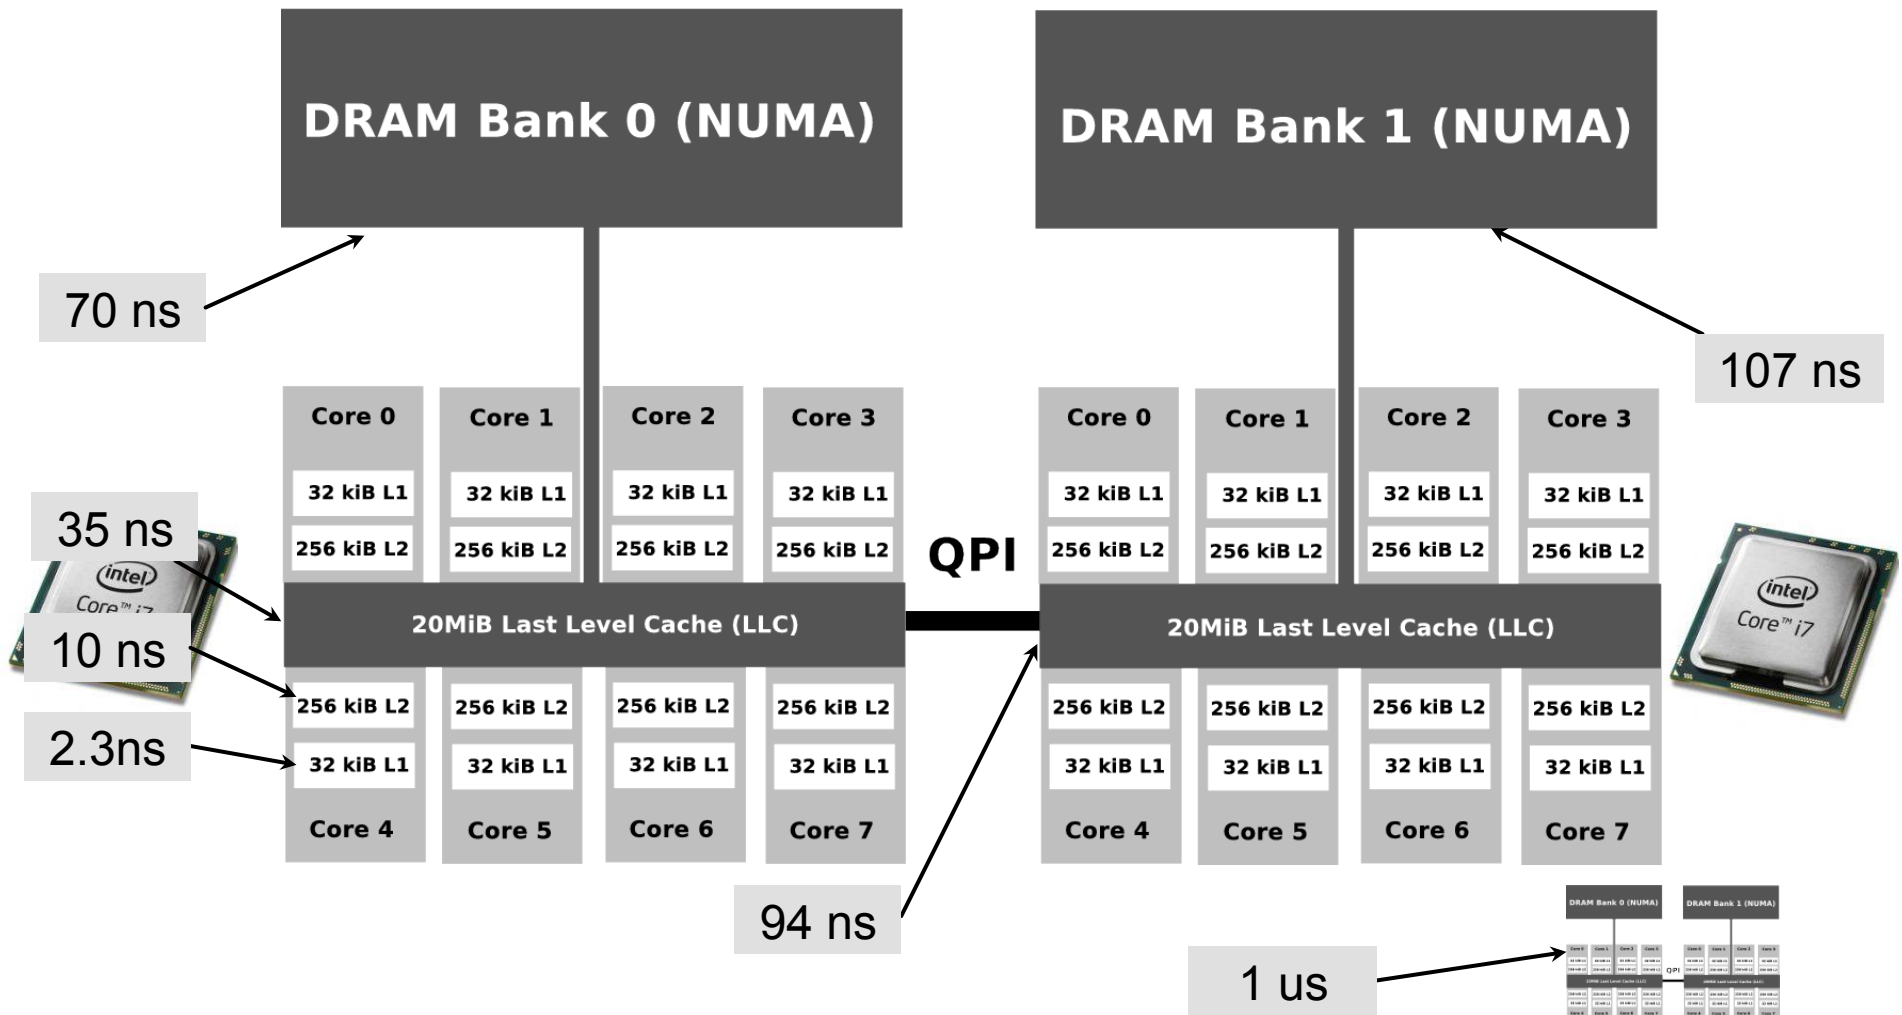 DRAM Bank 0 (NUMA)
DRAM Bank 1 (NUMA)
70 ns
107 ns
Core 0
Core 1
Core 2
Core 3
32 kiB L1
32 kiB L1
32 kiB L1
32 kiB L1
256 kiB L2
256 kiB L2
256 kiB L2
256 kiB L2
Core 0
Core 1
Core 2
Core 3
32 kiB L1
32 kiB L1
32 kiB L1
32 kiB L1
256 kiB L2
256 kiB L2
256 kiB L2
256 kiB L2
35 ns
intel
Core™ i7
10 ns
2.3ns
QPI
20MiB Last Level Cache (LLC)
20MiB Last Level Cache (LLC)
intel
Core™ i7
256 kiB L2
256 kiB L2
256 kiB L2
256 kiB L2
32 kiB L1
32 kiB L1
32 kiB L1
32 kiB L1
Core 4
Core 5
Core 6
Core 7
256 kiB L2
256 kiB L2
256 kiB L2
256 kiB L2
32 kiB L1
32 kiB L1
32 kiB L1
32 kiB L1
Core 4
Core 5
Core 6
Core 7
94 ns
1 us
DRAM Bank 0 (NUMA)
DRAM Bank 1 (NUMA)
QPI